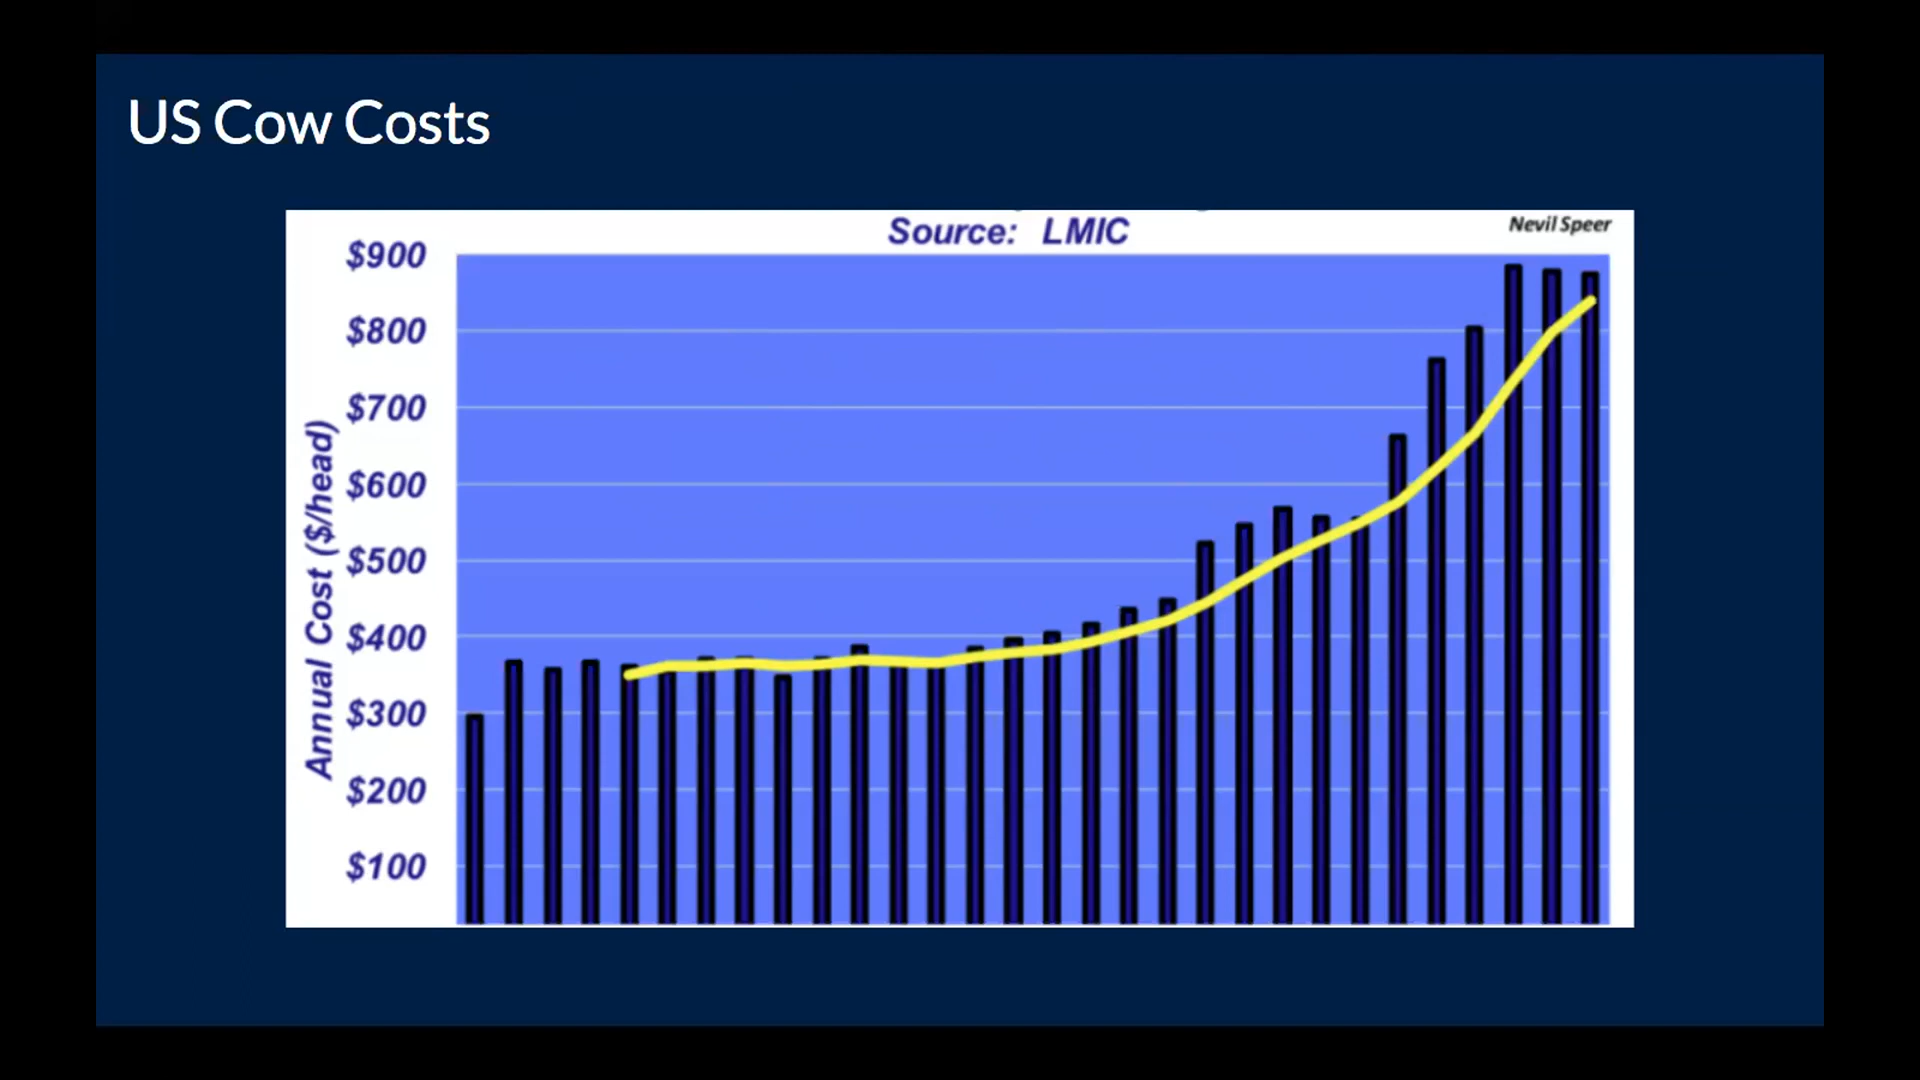 US Cow Costs
Source: LMIC
Nevil Speer
$900
$800
$700
$600
$500
$400
$300
$200
$100
Annual Cost ($/head)